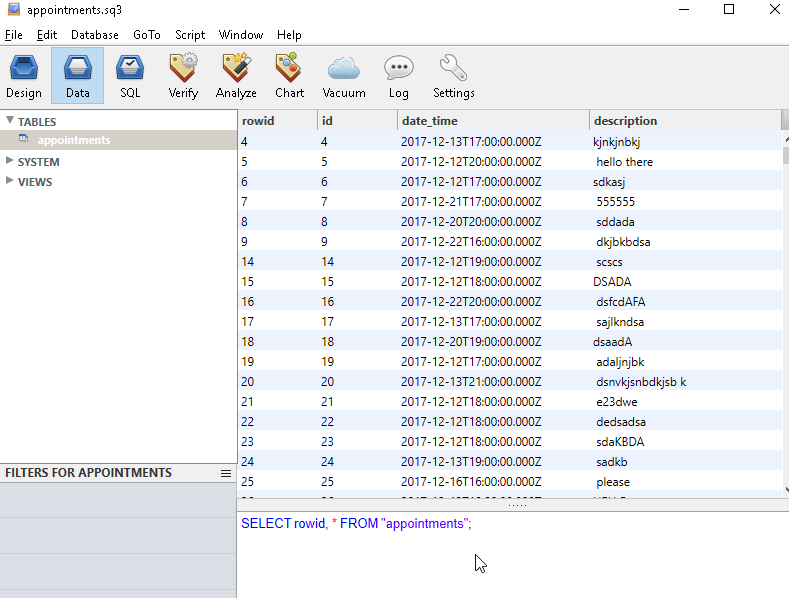 appointments.sq3
File Edit Database GoTo Script Window Help
Design Data SQL Verify Analyze Chart Vacuum Log Settings
TABLES
appointments
SYSTEM
VIEWS
rowid id date_time description
4 4 2017-12-13T17:00:00.000Z kjnkjnbkj
5 5 2017-12-12T20:00:00.000Z hello there
6 6 2017-12-12T17:00:00.000Z sdkasj
7 7 2017-12-21T17:00:00.000Z 555555
8 8 2017-12-20T20:00:00.000Z sddada
9 9 2017-12-22T16:00:00.000Z dkjbkbdsa
14 14 2017-12-12T19:00:00.000Z scscs
15 15 2017-12-12T18:00:00.000Z DSADA
16 16 2017-12-22T20:00:00.000Z dsfcdAFA
17 17 2017-12-13T17:00:00.000Z sajlkndsa
18 18 2017-12-20T19:00:00.000Z dsaadA
19 19 2017-12-12T17:00:00.000Z adaljnjbk
20 20 2017-12-13T21:00:00.000Z dsnvkjsnbdkjsb k
21 21 2017-12-12T18:00:00.000Z e23dwe
22 22 2017-12-12T18:00:00.000Z dedsadsa
23 23 2017-12-12T18:00:00.000Z sdaKBDA
24 24 2017-12-13T19:00:00.000Z sadkb
25 25 2017-12-16T16:00:00.000Z please
FILTERS FOR APPOINTMENTS
SELECT rowid, * FROM "appointments";